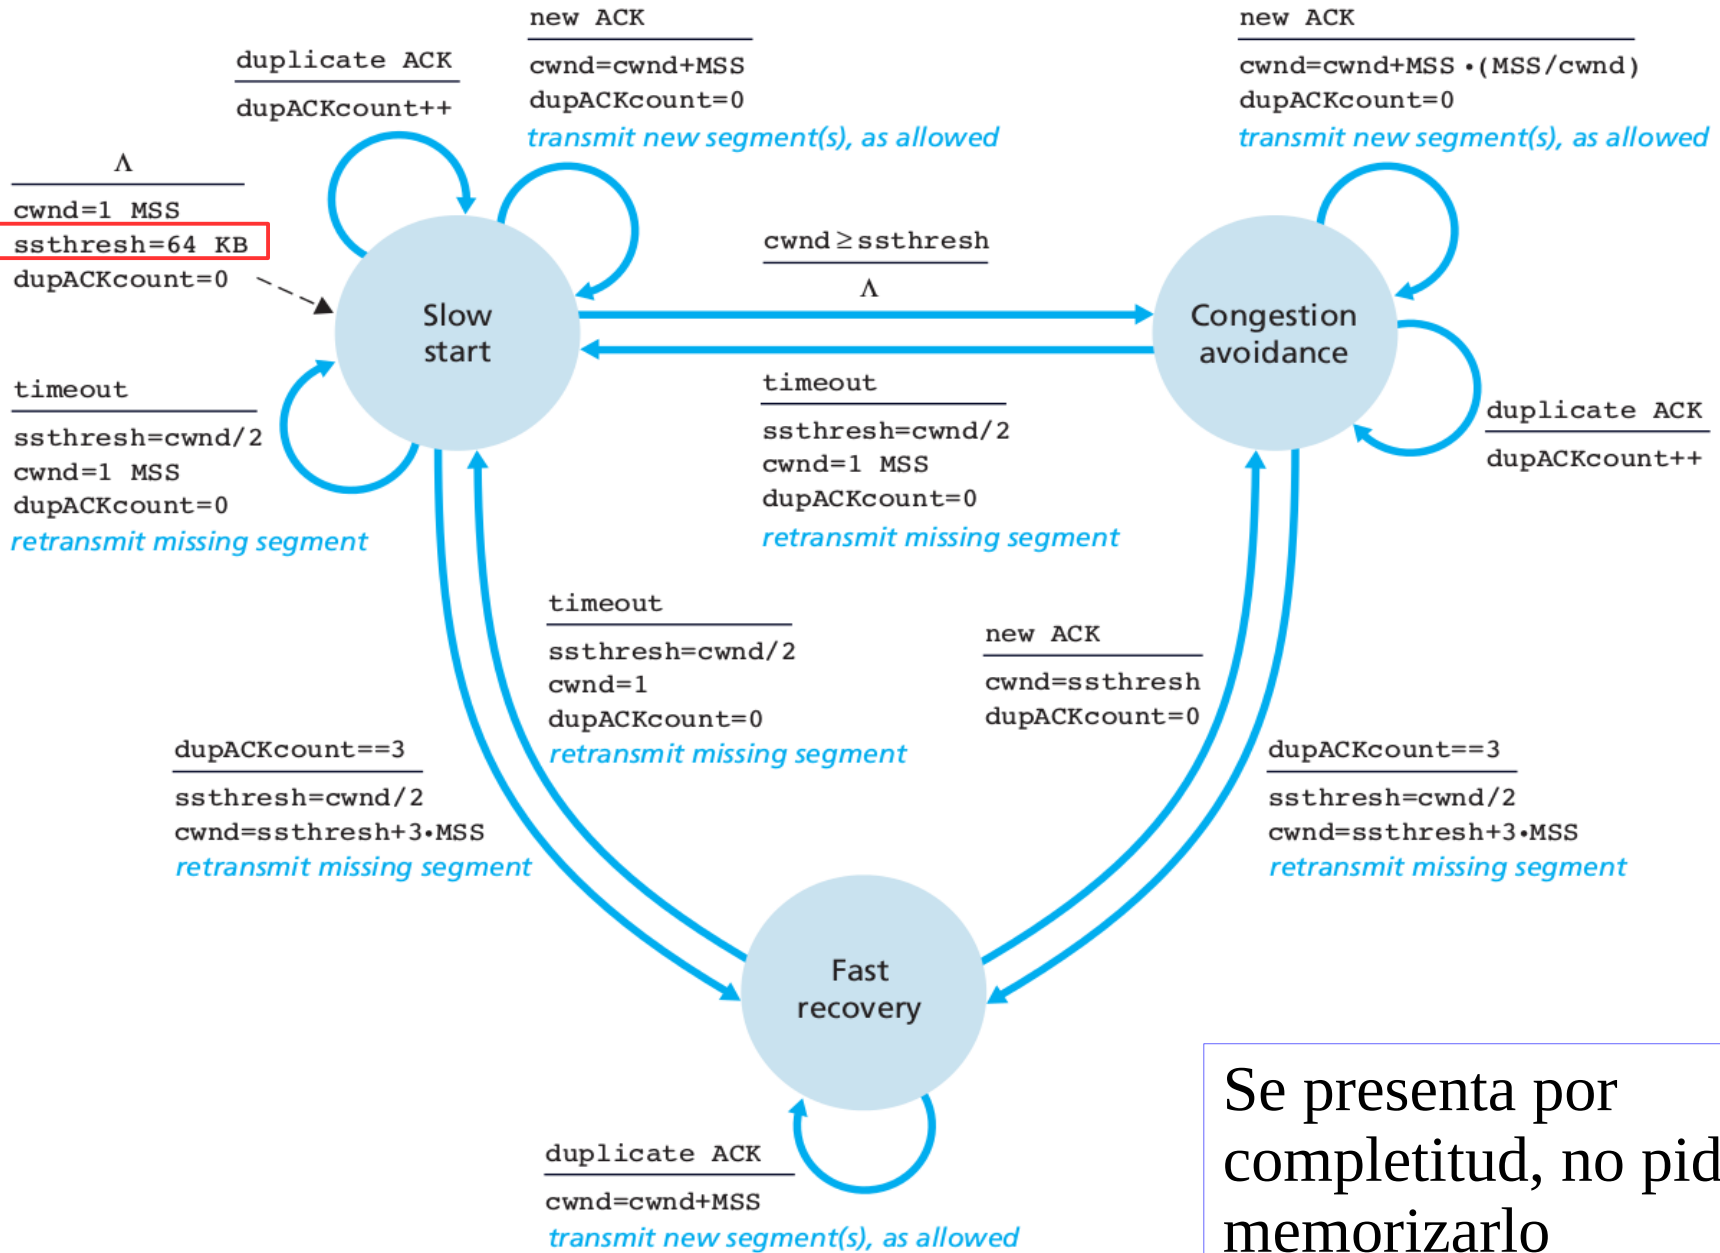 new ACK
cwnd=cwnd+MSS
dupACKcount=0
transmit new segment(s), as allowed
new ACK
cwnd=cwnd+MSS •(MSS/cwnd)
dupACKcount=0
transmit new segment(s), as allowed
duplicate ACK
dupACKcount++
Λ
cwnd=1 MSS
ssthresh=64 KB
dupACKcount=0
cwnd≥ssthresh
Λ
Slow
start
Congestion
avoidance
timeout
ssthresh=cwnd/2
cwnd=1 MSS
dupACKcount=0
retransmit missing segment
timeout
ssthresh=cwnd/2
cwnd=1 MSS
dupACKcount=0
retransmit missing segment
duplicate ACK
dupACKcount++
timeout
ssthresh=cwnd/2
cwnd=1
dupACKcount=0
retransmit missing segment
new ACK
cwnd=ssthresh
dupACKcount=0
dupACKcount==3
ssthresh=cwnd/2
cwnd=ssthresh+3•MSS
retransmit missing segment
dupACKcount==3
ssthresh=cwnd/2
cwnd=ssthresh+3•MSS
retransmit missing segment
Fast
recovery
duplicate ACK
cwnd=cwnd+MSS
transmit new segment(s), as allowed
Se presenta por
completitud, no pid
memorizarlo